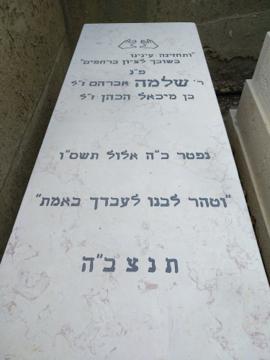 "ותחזינה עינינו
בשובך לציון ברחמים"
פ"נ
ר' שלמה אברהם ז"ל
בן מיכאל הכהן ז"ל
נפטר כ"ה אלול תשס"ו
"וטהר לבנו לעבדך באמת"
תנצב"ה